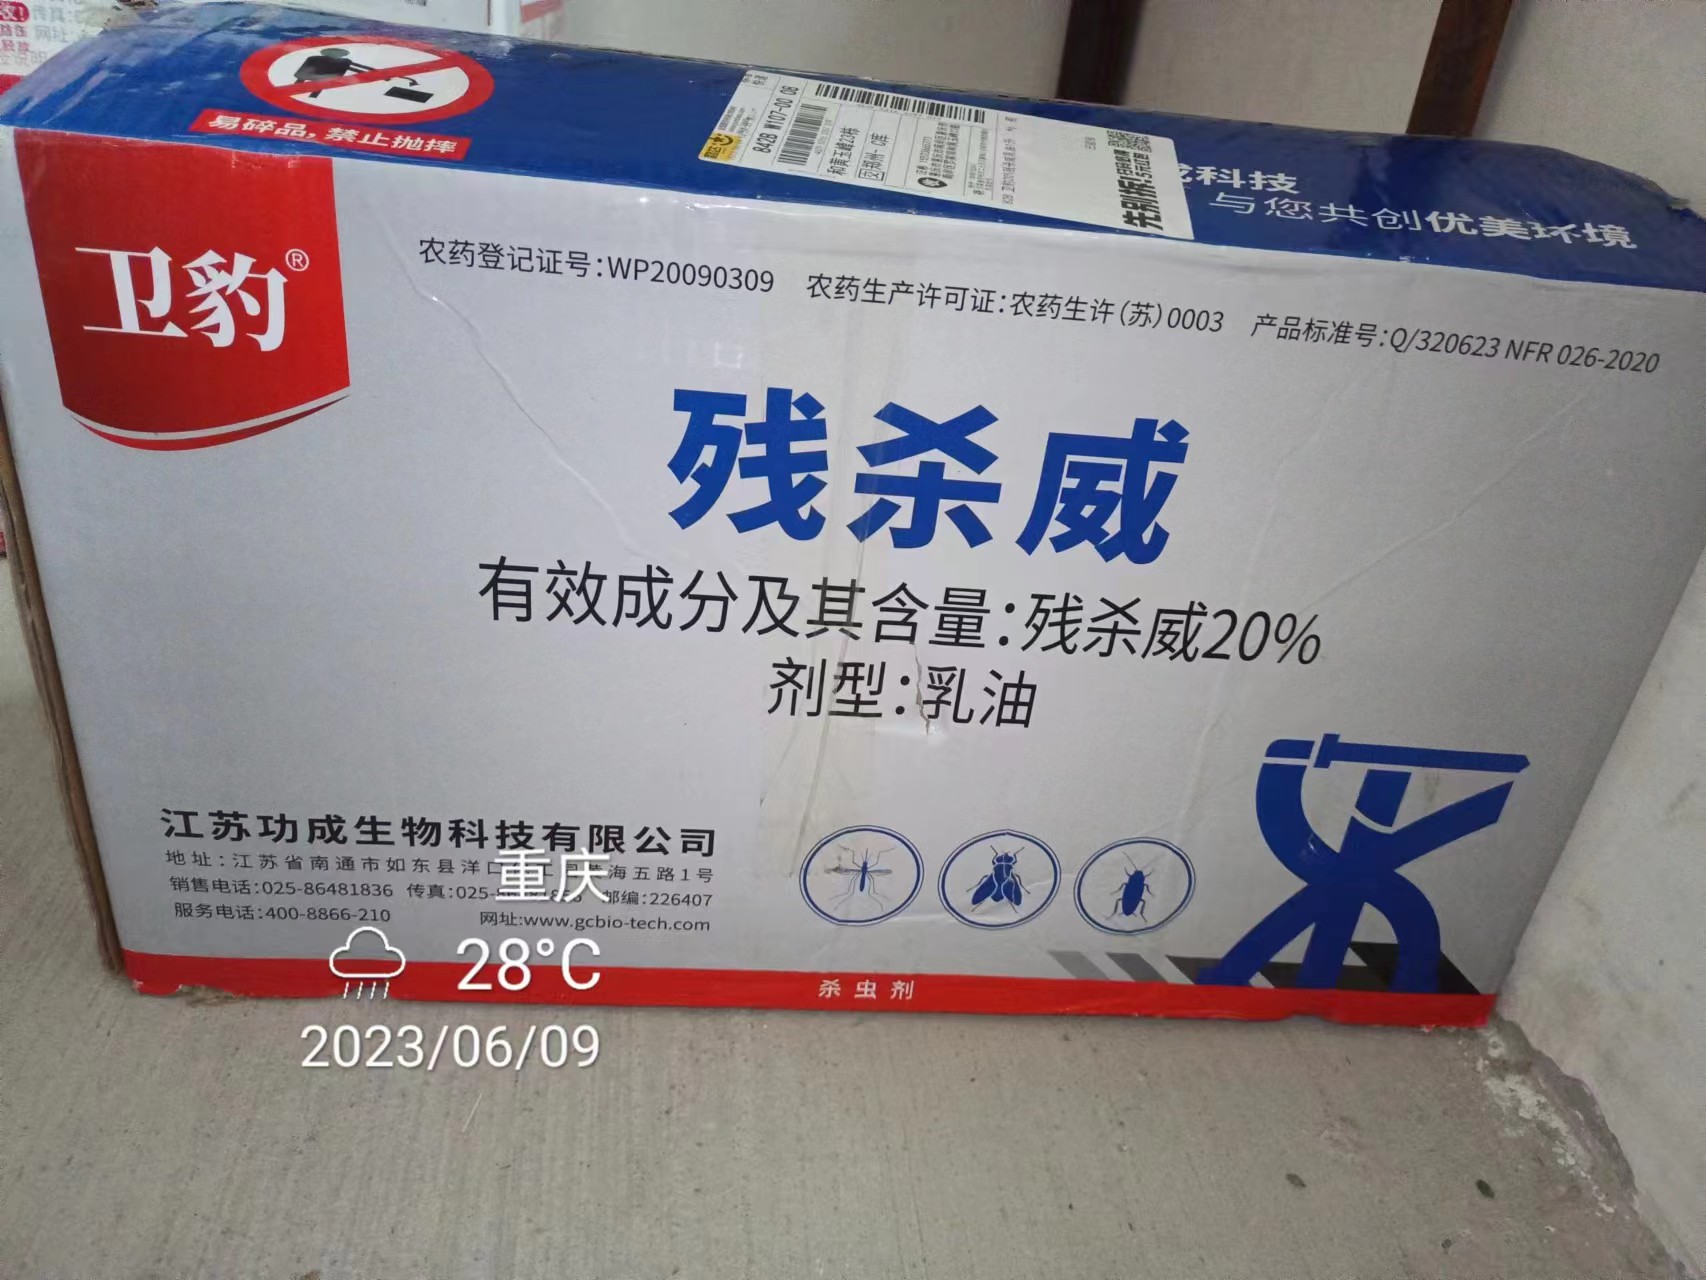 易碎品，禁止抛摔
842B W107-00 08
科技
与您共创优美环境
卫豹®
农药登记证号：WP20090309 农药生产许可证：农药生许（苏）0003 产品标准号：Q/320623 NFR 026-2020
残杀威
有效成分及其含量：残杀威20%
剂型：乳油
江苏功成生物科技有限公司
地址：江苏省南通市如东县洋口 海五路1号
销售电话：025-86481836 传真：025- 邮编：226407
服务电话：400-8866-210 网址：www.gcbio-tech.com
杀虫剂
重庆
28°C
2023/06/09